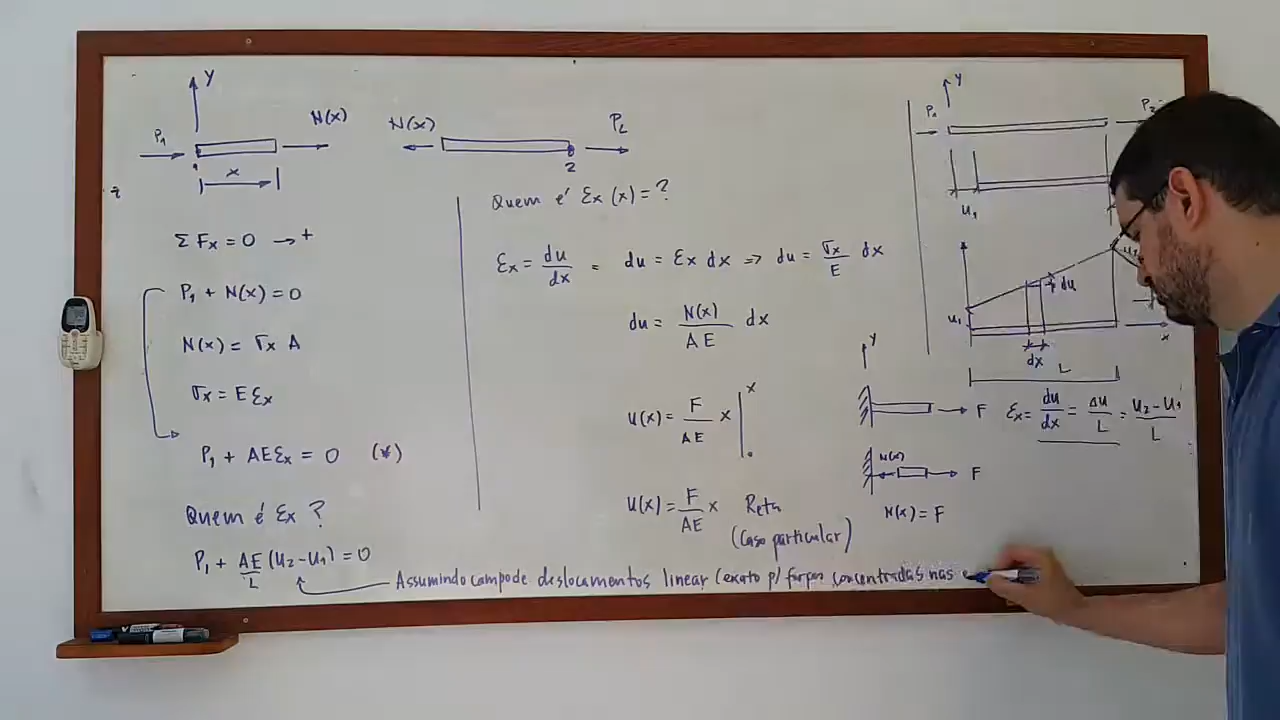 Y
P₁
N(x)
1
x
N(x)
P₂
2
ΣFx = 0 → +
P₁ + N(x) = 0
N(x) = σx A
σx = E εx
P₁ + AEεx = 0 (*)
Quem é εx ?
P₁ + AE/L (u₂ - u₁) = 0
Assumindo campo de deslocamentos linear (exato p/ forças concentradas nas
Quem é εx (x) = ?
εx = du/dx = du = εx dx ⇒ du = σx/E dx
du = N(x)/AE dx
u(x) = F/AE x |
x
u(x) = F/AE x Reta
(Caso particular)
Y
F
N(x)
F
N(x) = F
Y
P₁
P₂
u₁
u₁
du
dx
L
x
εx = du/dx = Δu/L = u₂ - u₁/L